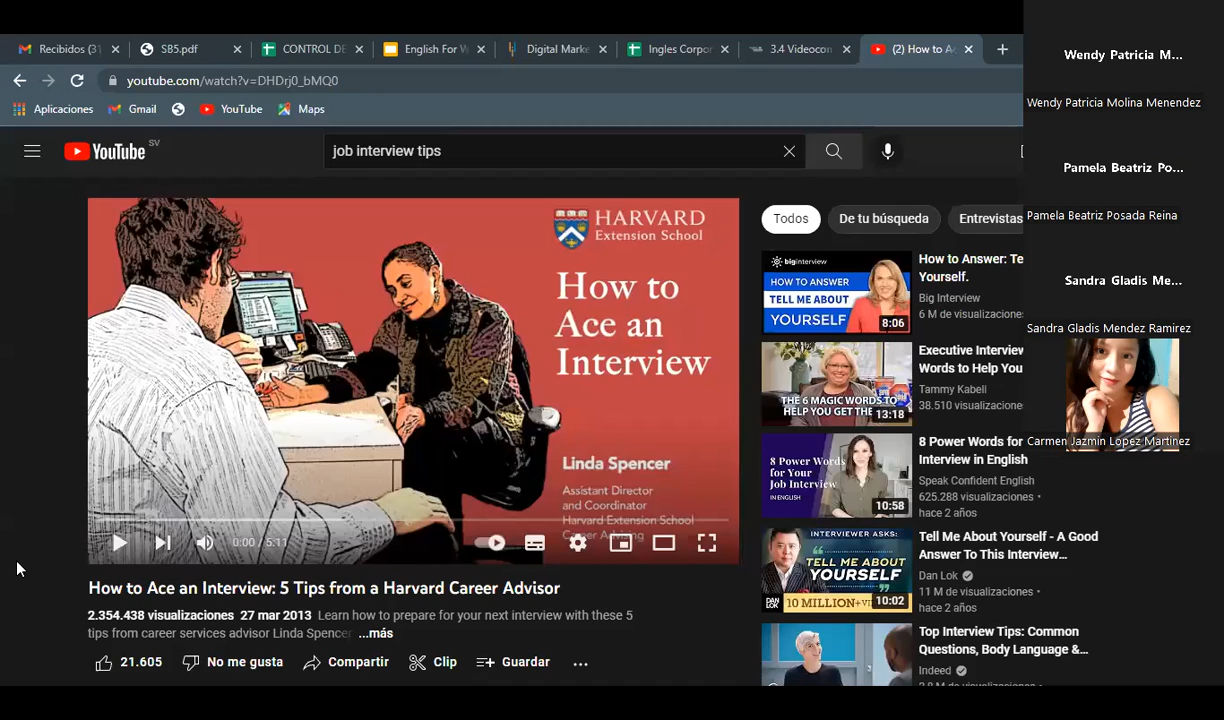 Recibidos (31
SB5.pdf
CONTROL DE
English For W
Digital Marke
Ingles Corpor
3.4 Videocon
(2) How to A
youtube.com/watch?v=DHDrj0_bMQ0
Aplicaciones
Gmail
YouTube
Maps
YouTube SV
job interview tips
HARVARD
Extension School
How to
Ace an
Interview
Linda Spencer
Assistant Director
and Coordinator
Harvard Extension School
Career Advising
0:00 / 5:11
How to Ace an Interview: 5 Tips from a Harvard Career Advisor
2.354.438 visualizaciones 27 mar 2013 Learn how to prepare for your next interview with these 5
tips from career services advisor Linda Spencer ...más
21.605
No me gusta
Compartir
Clip
Guardar
Todos
De tu búsqueda
Entrevistas
biginterview
HOW TO ANSWER
TELL ME ABOUT
YOURSELF
8:06
How to Answer: Te
Yourself.
Big Interview
6 M de visualizacione
THE 6 MAGIC WORDS TO
HELP YOU GET THE
13:18
Executive Interview
Words to Help You
Tammy Kabell
38.510 visualizacione
8 Power Words
for Your
Job Interview
IN ENGLISH
10:58
8 Power Words for
Interview in English
Speak Confident English
625.288 visualizaciones •
hace 2 años
INTERVIEWER ASKS:
"TELL ME ABOUT
YOURSELF"
DAN
LOK
10 MILLION+ VI
10:02
Tell Me About Yourself - A Good
Answer To This Interview...
Dan Lok
11 M de visualizaciones •
hace 2 años
Top Interview Tips: Common
Questions, Body Language &...
Indeed
Wendy Patricia M...
Wendy Patricia Molina Menendez
Pamela Beatriz Po...
Pamela Beatriz Posada Reina
Sandra Gladis Me...
Sandra Gladis Mendez Ramirez
Carmen Jazmin Lopez Martinez